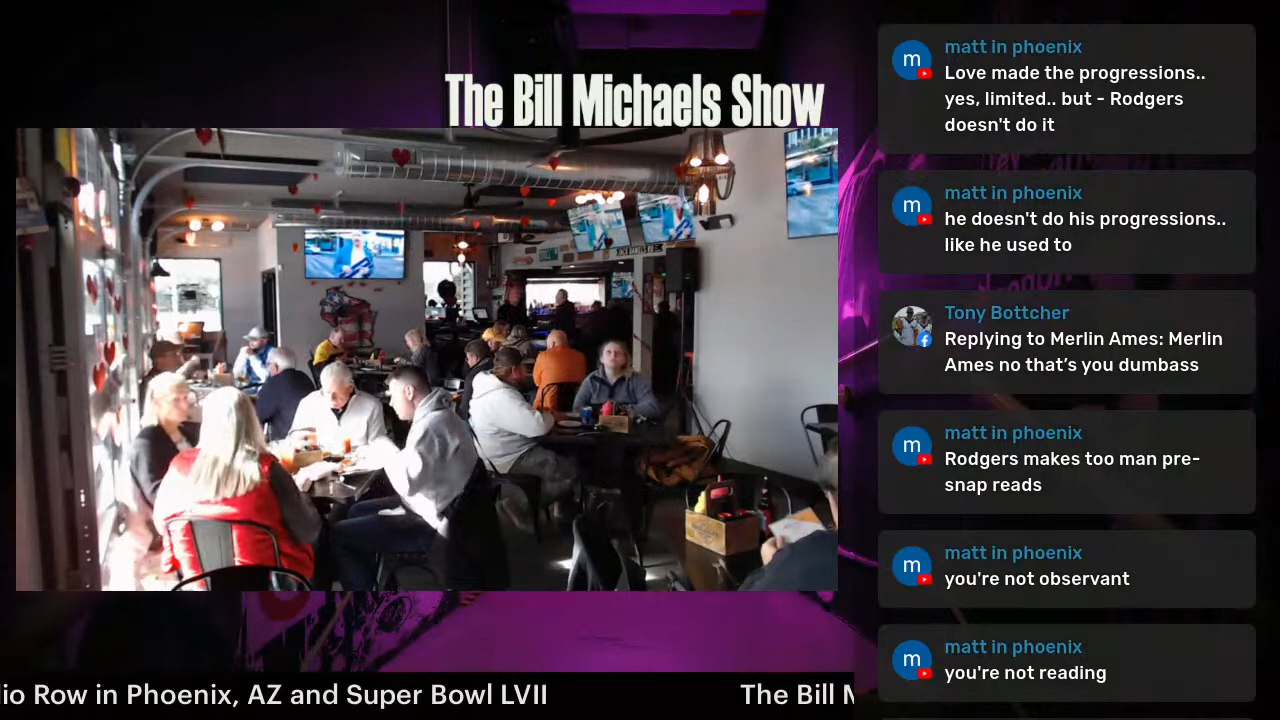 The Bill Michaels Show
matt in phoenix
Love made the progressions..
yes, limited.. but - Rodgers
doesn't do it
matt in phoenix
he doesn't do his progressions..
like he used to
Tony Bottcher
Replying to Merlin Ames: Merlin
Ames no that’s you dumbass
matt in phoenix
Rodgers makes too man pre-
snap reads
matt in phoenix
you're not observant
matt in phoenix
you're not reading
io Row in Phoenix, AZ and Super Bowl LVII The Bill